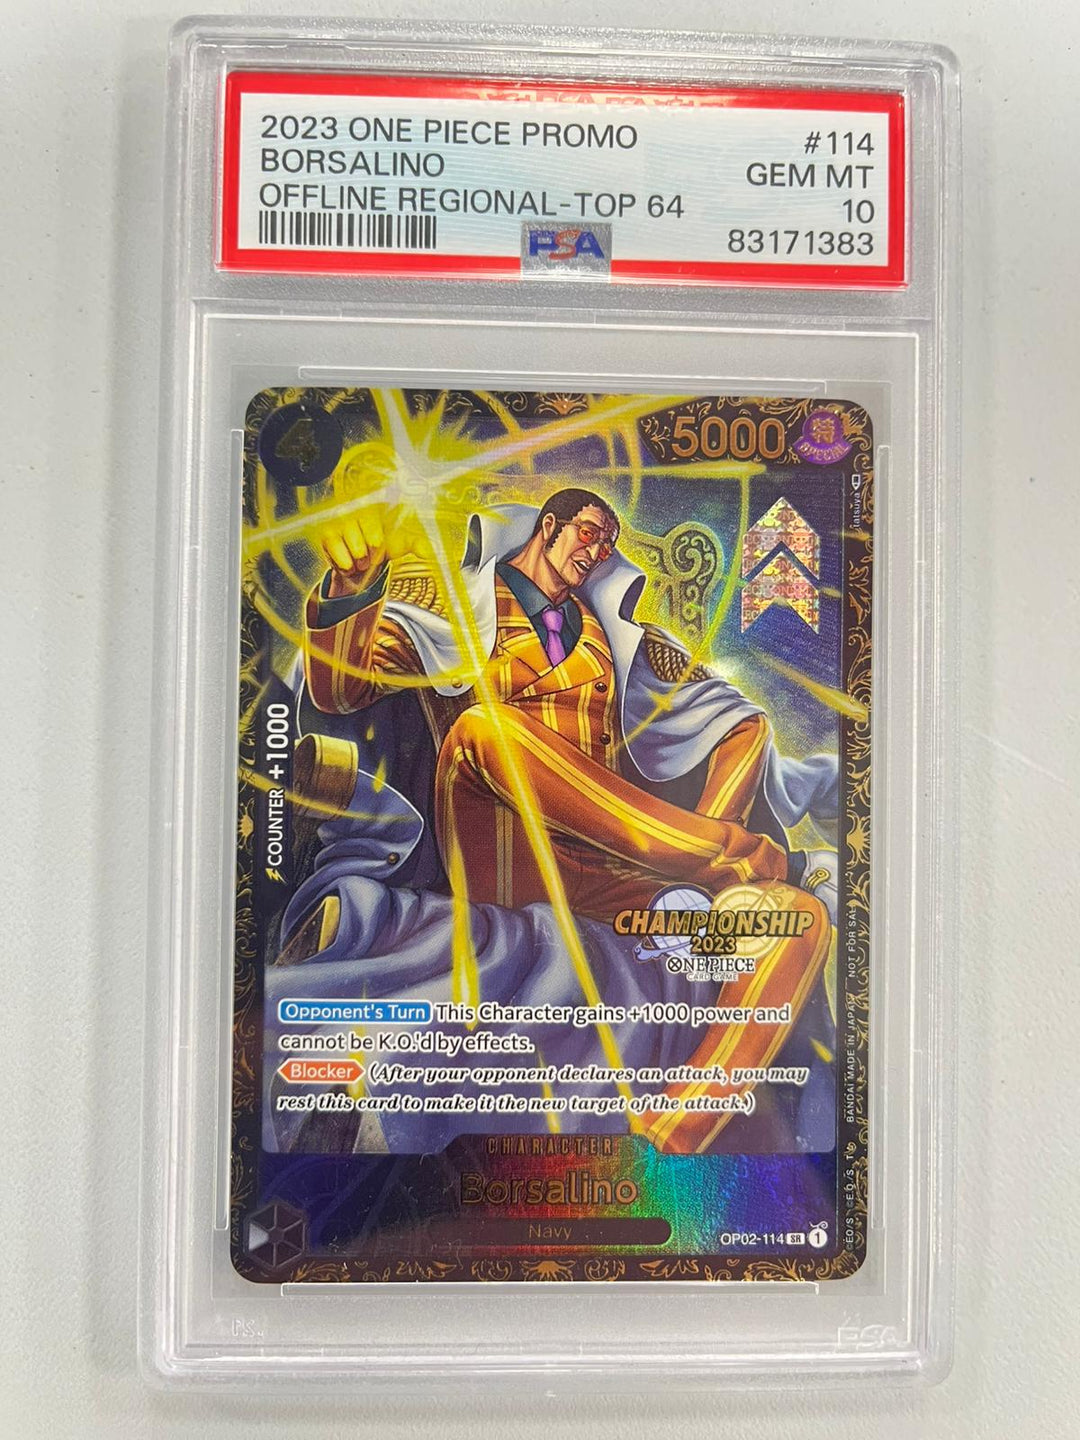 2023 ONE PIECE PROMO
BORSALINO
OFFLINE REGIONAL-TOP 64
#114
GEM MT
10
83171383
PSA
4
5000
SPECIAL
Tatsuya
COUNTER +1000
CHAMPIONSHIP
2023
ONE PIECE
CARD GAME
Opponent's Turn This Character gains +1000 power and
cannot be K.O.'d by effects.
Blocker (After your opponent declares an attack, you may
rest this card to make it the new target of the attack.)
CHARACTER
Borsalino
Navy
OP02-114 SR 1
©E.O/S. ©E.O./S., T. BANDAI MADE IN JAPAN NOT FOR SALE